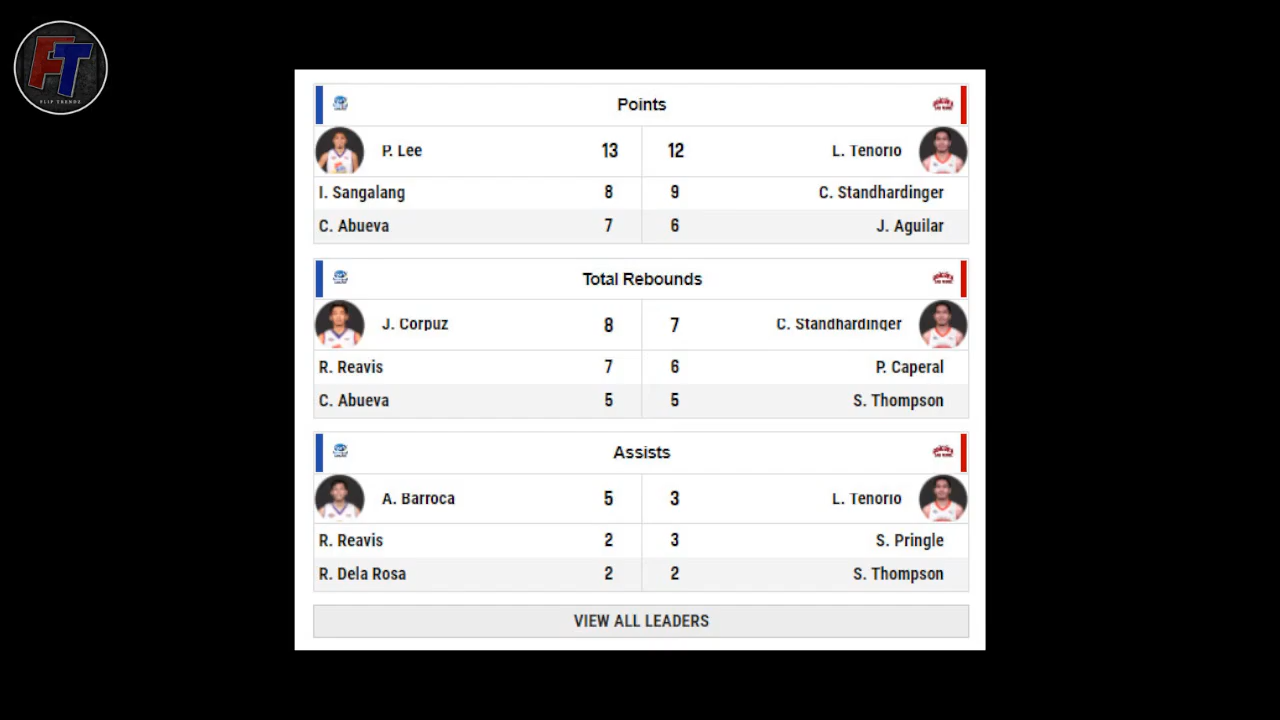 FT
FLIP TRENDS
Points
P. Lee 13 12 L. Tenorio
I. Sangalang 8 9 C. Standhardinger
C. Abueva 7 6 J. Aguilar
Total Rebounds
J. Corpuz 8 7 C. Standhardinger
R. Reavis 7 6 P. Caperal
C. Abueva 5 5 S. Thompson
Assists
A. Barroca 5 3 L. Tenorio
R. Reavis 2 3 S. Pringle
R. Dela Rosa 2 2 S. Thompson
VIEW ALL LEADERS